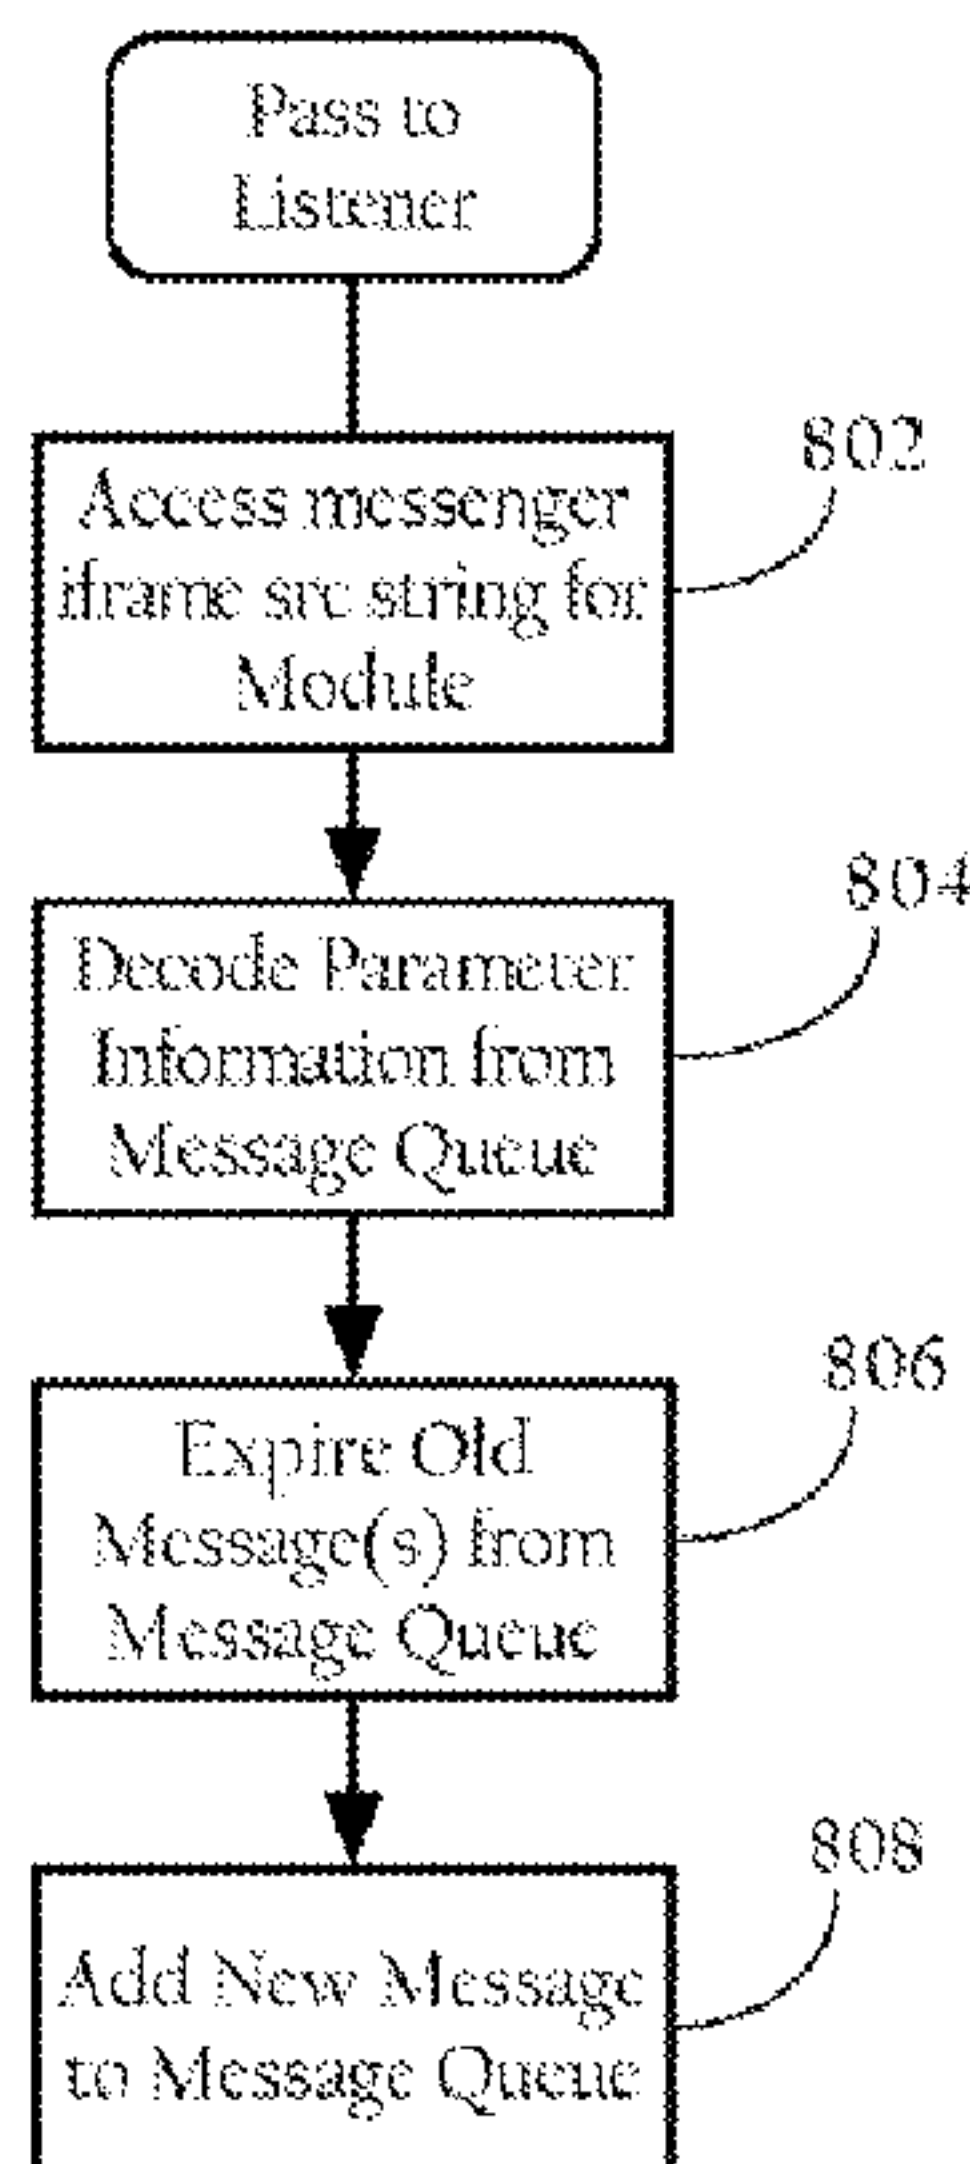 Pass to
Listener
802
Access messenger
iframe src string for
Module
804
Decode Parameter
Information from
Message Queue
806
Expire Old
Message(s) from
Message Queue
808
Add New Message
to Message Queue